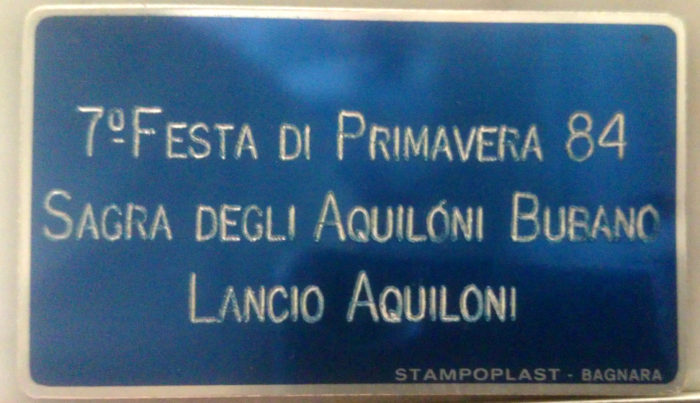 7º FESTA DI PRIMAVERA 84
SAGRA DEGLI AQUILÓNI BUBANO
LANCIO AQUILONI
STAMPOPLAST - BAGNARA